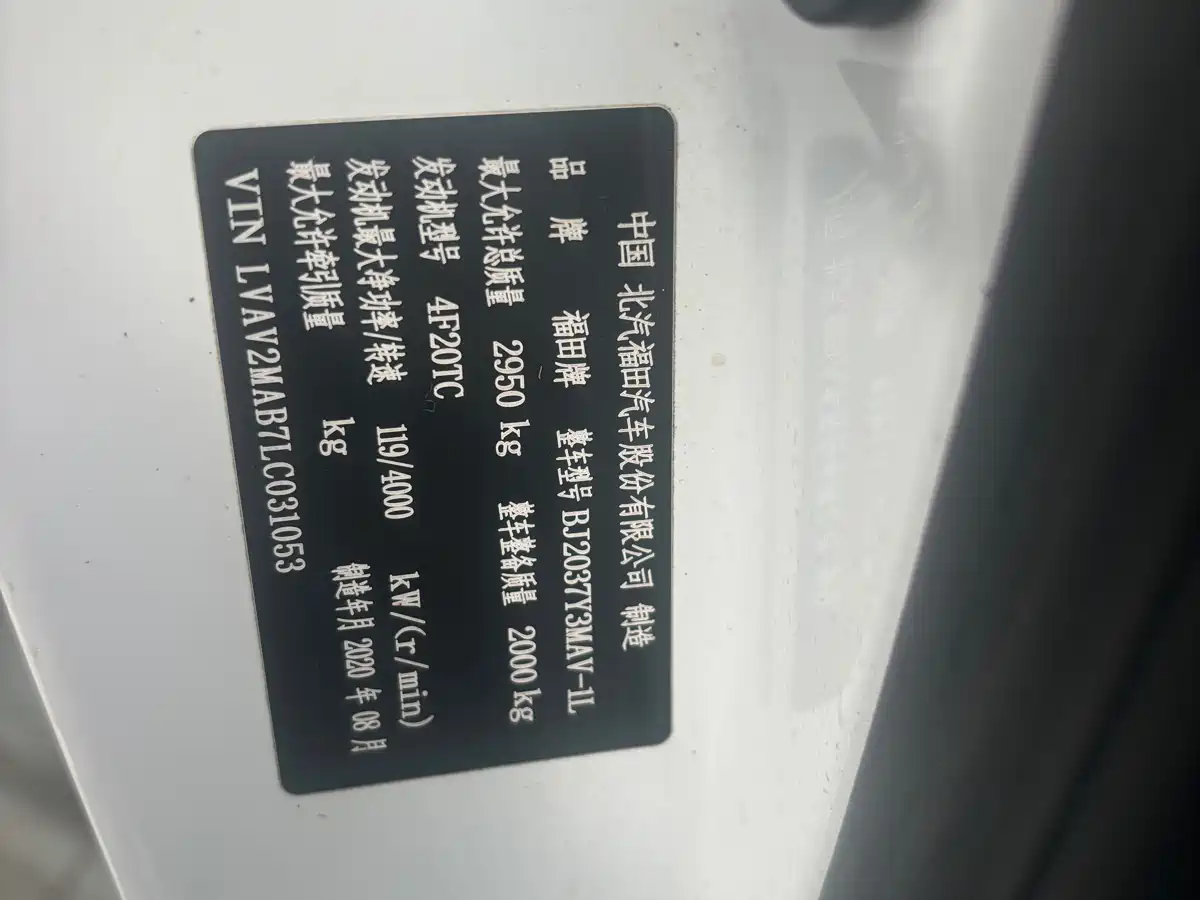 中国 北汽福田汽车股份有限公司 制造
品 牌 福田牌 整车型号 BJ2037Y3MAV-1L
最大允许总质量 2950 kg 整车整备质量 2000 kg
发动机型号 4F20TC
发动机最大净功率/转速 119/4000 kW/(r/min)
最大允许牵引质量 kg 制造年月 2020 年 08 月
VIN LVAV2MAB7LC031053